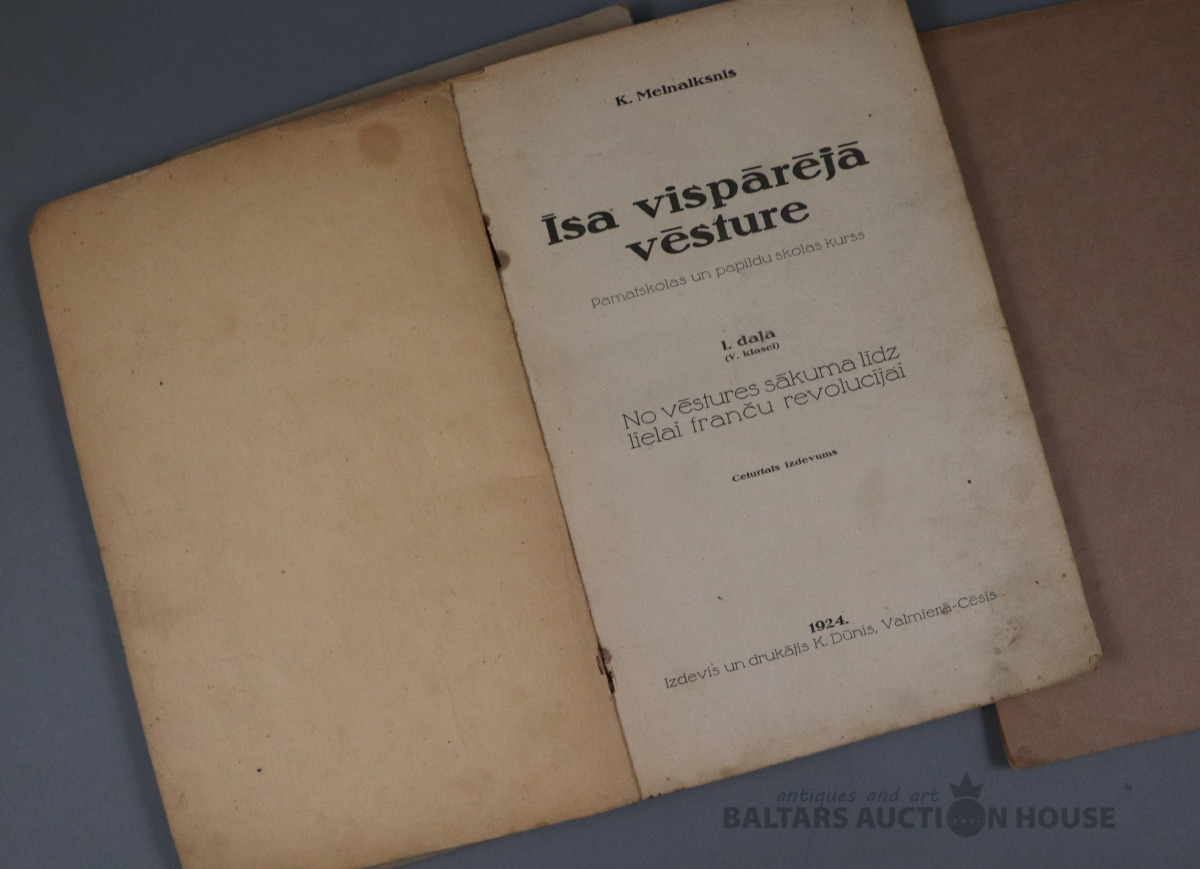 K. Melnalksnis
Īsa vispārējā
vēsture
Pamatskolas un papildu skolas kurss
I. daļa
(V. klasei)
No vēstures sākuma līdz
lielai franču revolucijai
Ceturtais izdevums
1924.
Izdevis un drukājis K. Dūnis, Valmierā-Cēsīs
antiques and art
BALTARS AUCTION HOUSE